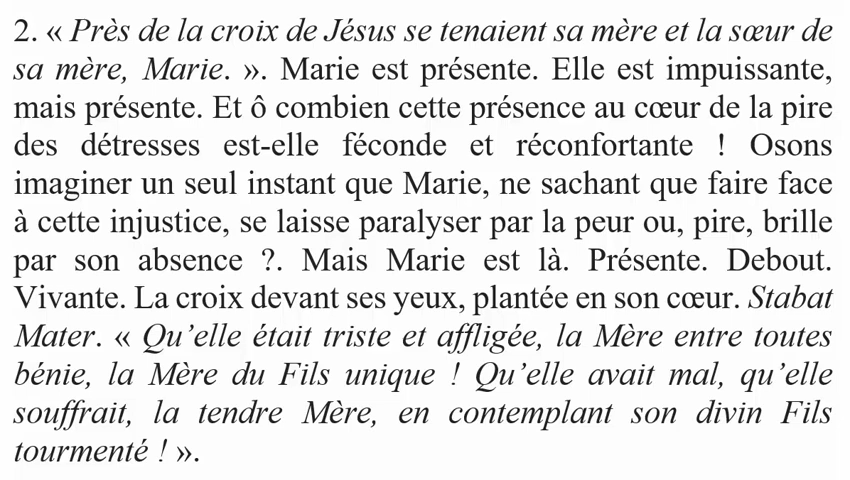 2. « Près de la croix de Jésus se tenaient sa mère et la sœur de
sa mère, Marie. ». Marie est présente. Elle est impuissante,
mais présente. Et ô combien cette présence au cœur de la pire
des détresses est-elle féconde et réconfortante ! Osons
imaginer un seul instant que Marie, ne sachant que faire face
à cette injustice, se laisse paralyser par la peur ou, pire, brille
par son absence ?. Mais Marie est là. Présente. Debout.
Vivante. La croix devant ses yeux, plantée en son cœur. Stabat
Mater. « Qu’elle était triste et affligée, la Mère entre toutes
bénie, la Mère du Fils unique ! Qu’elle avait mal, qu’elle
souffrait, la tendre Mère, en contemplant son divin Fils
tourmenté ! ».